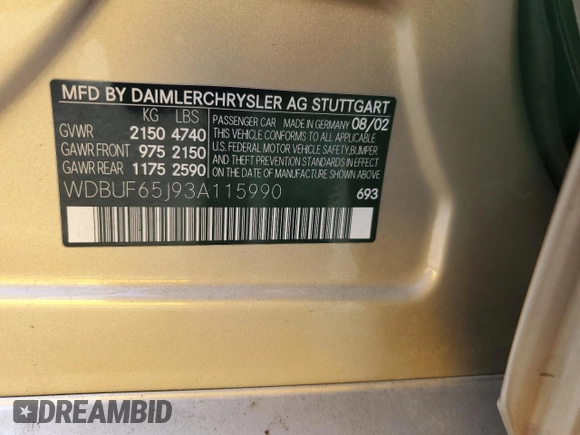 MFD BY DAIMLERCHRYSLER AG STUTTGART
KG LBS
GVWR 2150 4740
GAWR FRONT 975 2150
GAWR REAR 1175 2590
PASSENGER CAR MADE IN GERMANY 08/02
THIS VEHICLE CONFORMS TO ALL APPLICABLE
U.S. FEDERAL MOTOR VEHICLE SAFETY,BUMPER,
AND THEFT PREVENTION STANDARDS IN EFFECT
ON THE DATE OF MANUFACTURE SHOWN ABOVE.
WDBUF65J93A115990 693
DREAMBID